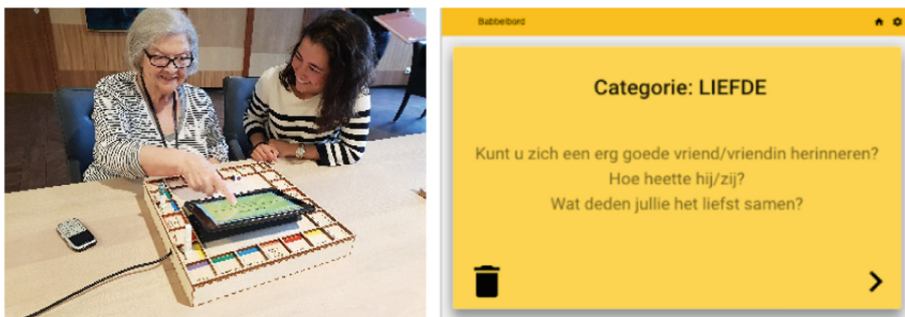 Babbelbord
Categorie: LIEFDE
Kunt u zich een erg goede vriend/vriendin herinneren?
Hoe heette hij/zij?
Wat deden jullie het liefst samen?